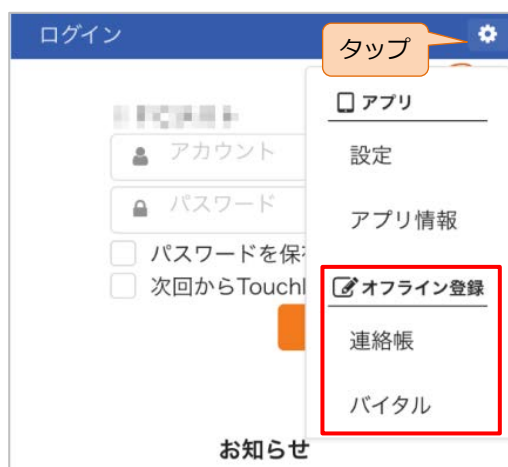 ログイン
タップ
アプリ
アカウント
設定
パスワード
アプリ情報
パスワードを保
次回からTouch
オフライン登録
連絡帳
バイタル
お知らせ